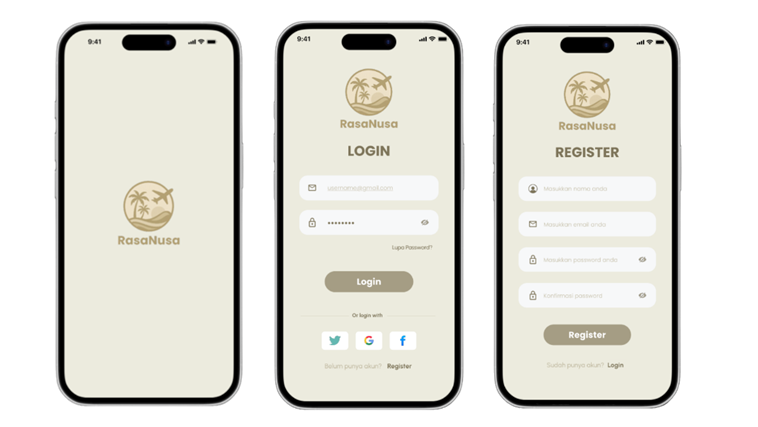 9:41
RasaNusa
9:41
RasaNusa
LOGIN
username@gmail.com
********
Lupa Password?
Login
Or login with
Belum punya akun? Register
9:41
RasaNusa
REGISTER
Masukkan nama anda
Masukkan email anda
Masukkan password anda
Konfirmasi password
Register
Sudah punya akun? Login